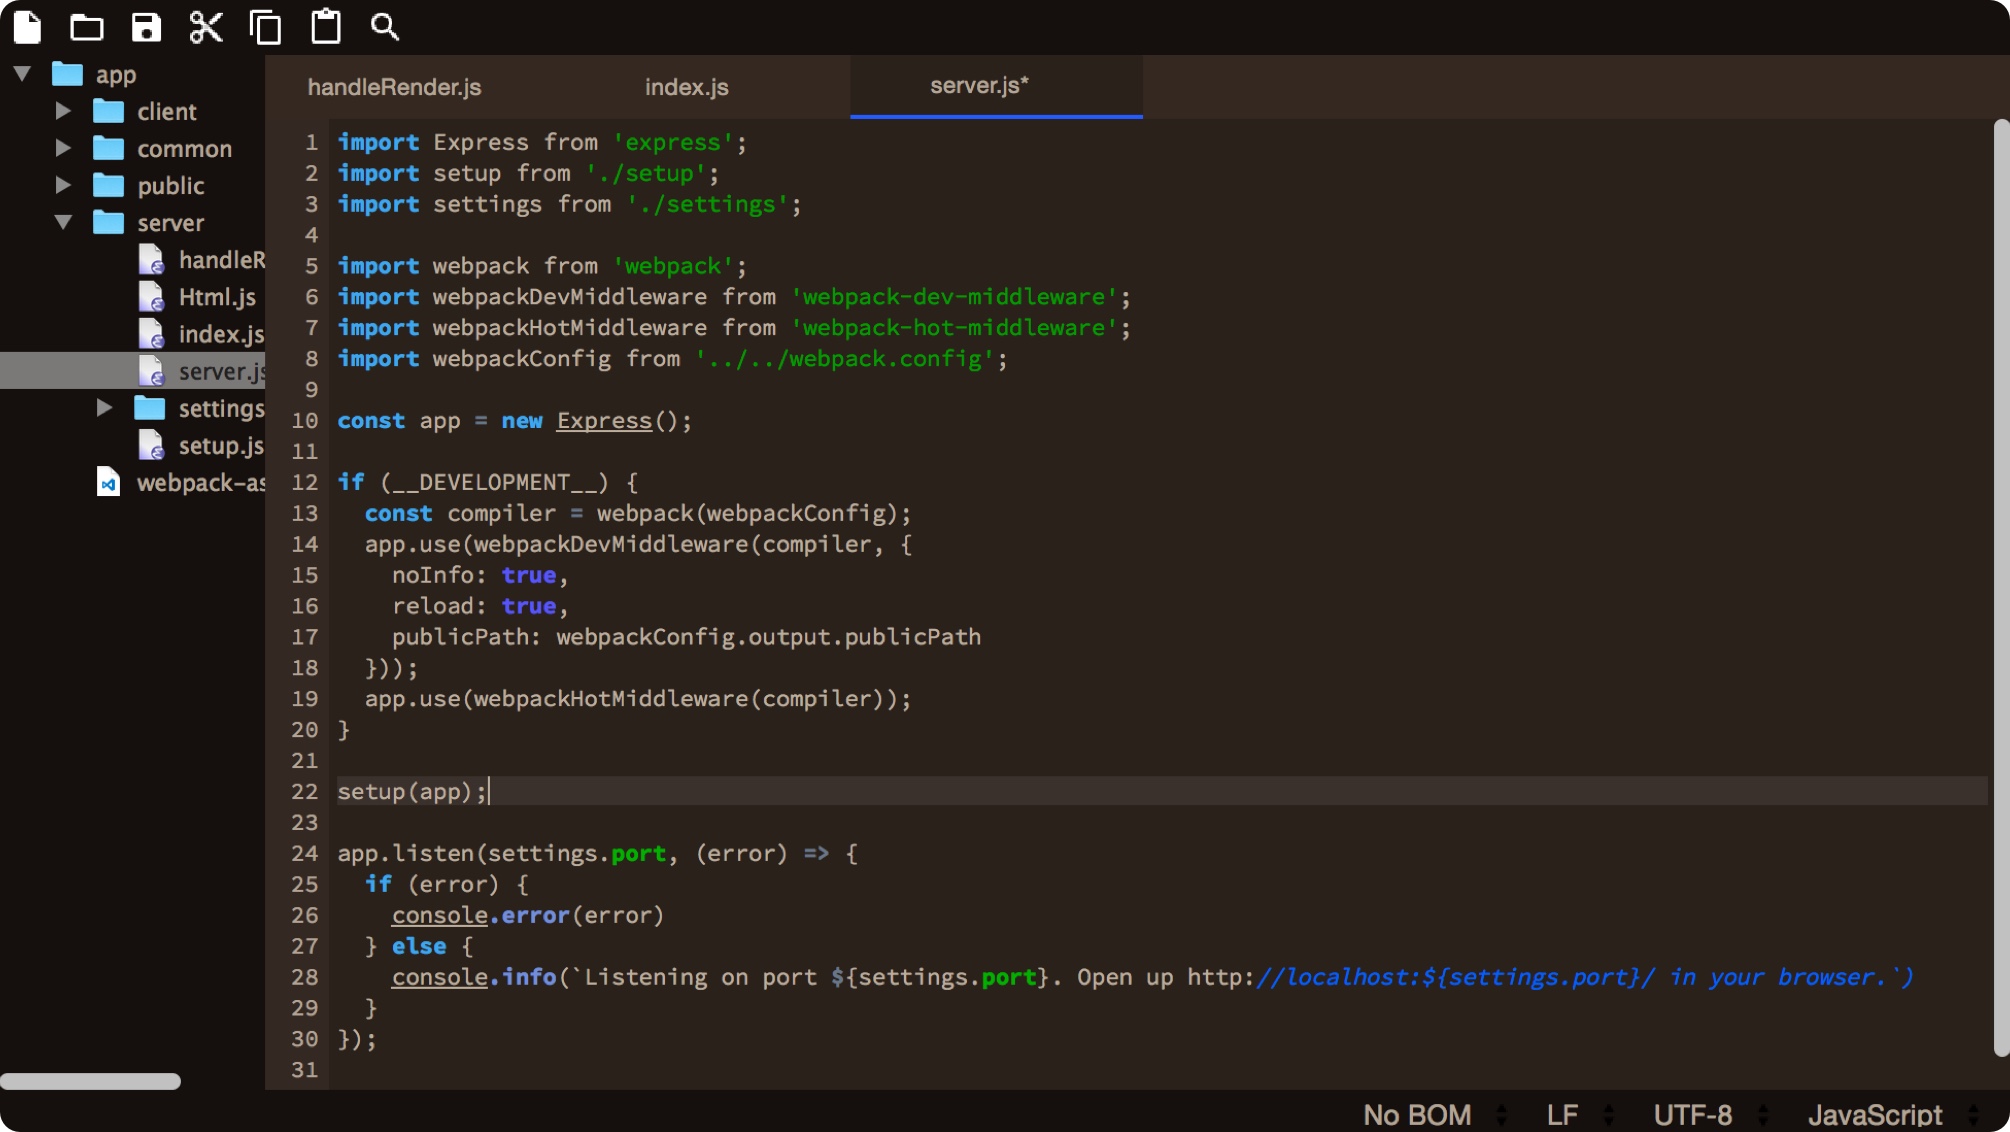 app
client
common
public
server
handleR
Html.js
index.js
server.js
settings
setup.js
webpack-as
handleRender.js
index.js
server.js*
1 import Express from 'express';
2 import setup from './setup';
3 import settings from './settings';
4
5 import webpack from 'webpack';
6 import webpackDevMiddleware from 'webpack-dev-middleware';
7 import webpackHotMiddleware from 'webpack-hot-middleware';
8 import webpackConfig from '../../webpack.config';
9
10 const app = new Express();
11
12 if (__DEVELOPMENT__) {
13   const compiler = webpack(webpackConfig);
14   app.use(webpackDevMiddleware(compiler, {
15     noInfo: true,
16     reload: true,
17     publicPath: webpackConfig.output.publicPath
18   }));
19   app.use(webpackHotMiddleware(compiler));
20 }
21
22 setup(app);
23
24 app.listen(settings.port, (error) => {
25   if (error) {
26     console.error(error)
27   } else {
28     console.info(`Listening on port ${settings.port}. Open up http://localhost:${settings.port}/ in your browser.`)
29   }
30 });
31
No BOM
LF
UTF-8
JavaScript